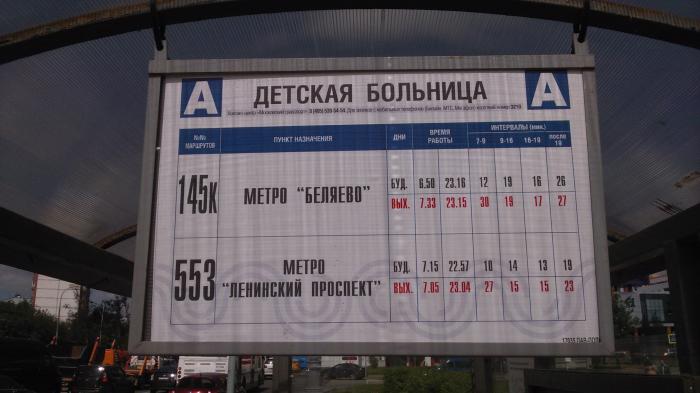 А ДЕТСКАЯ БОЛЬНИЦА А
№№ МАРШРУТОВ ПУНКТ НАЗНАЧЕНИЯ ДНИ ВРЕМЯ РАБОТЫ ИНТЕРВАЛЫ (мин.)
7-9 9-16 16-19 после 19
145К МЕТРО "БЕЛЯЕВО" БУД. 6.50 23.16 12 19 16 26
ВЫХ. 7.33 23.15 30 19 17 27
553 МЕТРО "ЛЕНИНСКИЙ ПРОСПЕКТ" БУД. 7.15 22.57 10 14 13 19
ВЫХ. 7.05 23.04 27 15 15 23